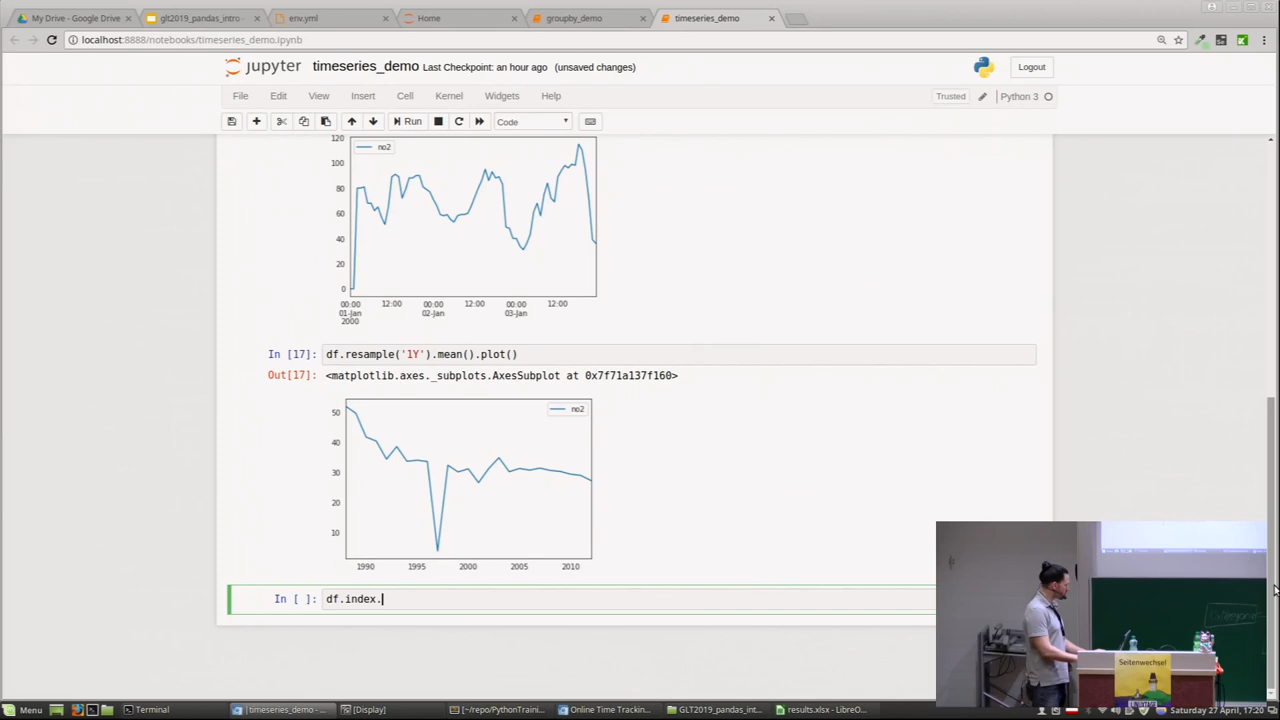 My Drive - Google Drive
glt2019_pandas_intro -
env.yml
Home
groupby_demo
timeseries_demo
localhost:8888/notebooks/timeseries_demo.ipynb
jupyter timeseries_demo Last Checkpoint: an hour ago (unsaved changes)
Logout
File Edit View Insert Cell Kernel Widgets Help
Trusted
Python 3
Run
Code
no2
120
100
80
60
40
20
0
00:00 12:00 00:00 12:00 00:00 12:00
01-Jan 02-Jan 03-Jan
2000
In [17]: df.resample('1Y').mean().plot()
Out[17]: <matplotlib.axes._subplots.AxesSubplot at 0x7f71a137f160>
no2
50
40
30
20
10
1990 1995 2000 2005 2010
In [ ]: df.index.
Seitenwechsel
Menu
Terminal
[timeseries_demo - ...
[Display]
~/repo/PythonTraini...
Online Time Trackin...
GLT2019_pandas_int...
results.xlsx - LibreO...
Saturday 27 April, 17:20